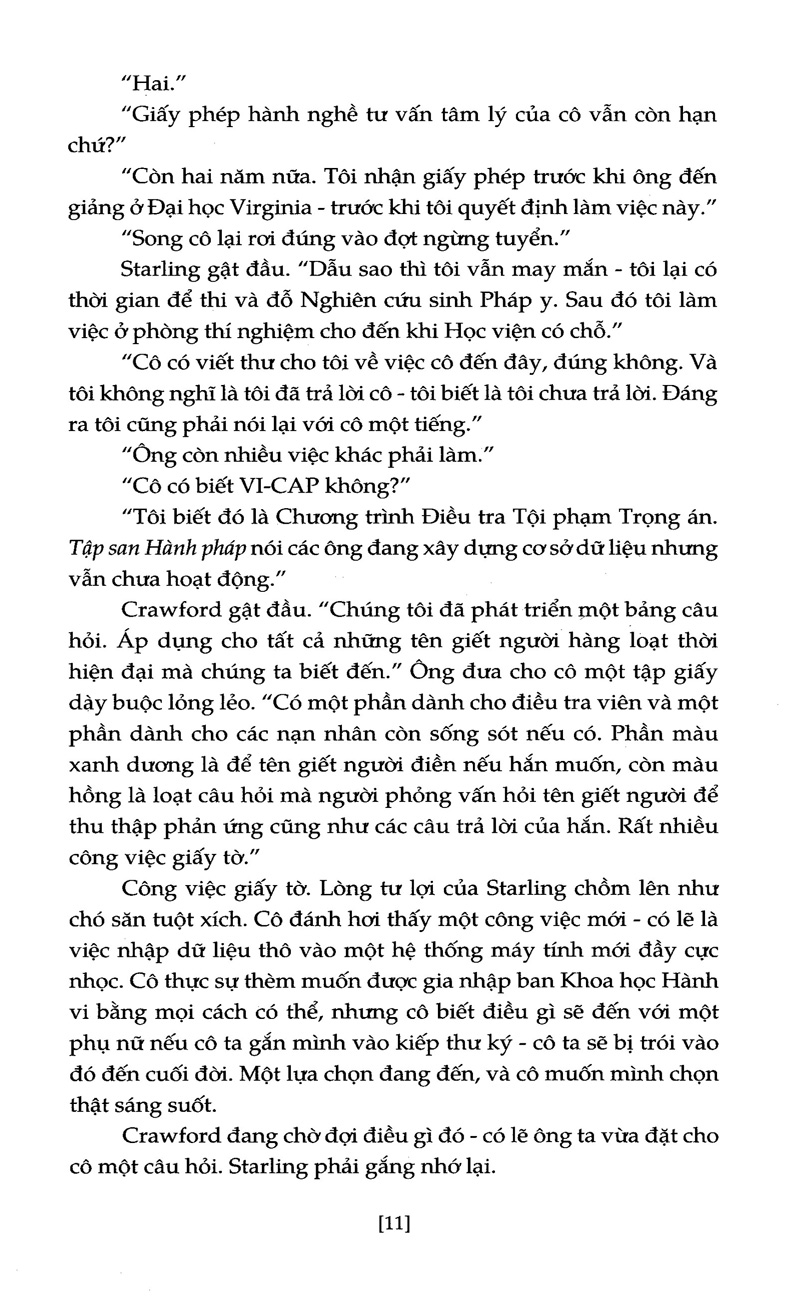 “Hai.”
“Giấy phép hành nghề tư vấn tâm lý của cô vẫn còn hạn
chứ?”
“Còn hai năm nữa. Tôi nhận giấy phép trước khi ông đến
giảng ở Đại học Virginia - trước khi tôi quyết định làm việc này.”
“Song cô lại rơi đúng vào đợt ngừng tuyển.”
Starling gật đầu. “Dẫu sao thì tôi vẫn may mắn - tôi lại có
thời gian để thi và đỗ Nghiên cứu sinh Pháp y. Sau đó tôi làm
việc ở phòng thí nghiệm cho đến khi Học viện có chỗ.”
“Cô có viết thư cho tôi về việc cô đến đây, đúng không. Và
tôi không nghĩ là tôi đã trả lời cô - tôi biết là tôi chưa trả lời. Đáng
ra tôi cũng phải nói lại với cô một tiếng.”
“Ông còn nhiều việc khác phải làm.”
“Cô có biết VI-CAP không?”
“Tôi biết đó là Chương trình Điều tra Tội phạm Trọng án.
Tập san Hành pháp nói các ông đang xây dựng cơ sở dữ liệu nhưng
vẫn chưa hoạt động.”
Crawford gật đầu. “Chúng tôi đã phát triển một bảng câu
hỏi. Áp dụng cho tất cả những tên giết người hàng loạt thời
hiện đại mà chúng ta biết đến.” Ông đưa cho cô một tập giấy
dày buộc lỏng lẻo. “Có một phần dành cho điều tra viên và một
phần dành cho các nạn nhân còn sống sót nếu có. Phần màu
xanh dương là để tên giết người điền nếu hắn muốn, còn màu
hồng là loạt câu hỏi mà người phỏng vấn hỏi tên giết người để
thu thập phản ứng cũng như các câu trả lời của hắn. Rất nhiều
công việc giấy tờ.”
Công việc giấy tờ. Lòng tư lợi của Starling chồm lên như
chó săn tuột xích. Cô đánh hơi thấy một công việc mới - có lẽ là
việc nhập dữ liệu thô vào một hệ thống máy tính mới đầy cực
nhọc. Cô thực sự thèm muốn được gia nhập ban Khoa học Hành
vi bằng mọi cách có thể, nhưng cô biết điều gì sẽ đến với một
phụ nữ nếu cô ta gắn mình vào kiếp thư ký - cô ta sẽ bị trói vào
đó đến cuối đời. Một lựa chọn đang đến, và cô muốn mình chọn
thật sáng suốt.
Crawford đang chờ đợi điều gì đó - có lẽ ông ta vừa đặt cho
cô một câu hỏi. Starling phải gắng nhớ lại.
[11]